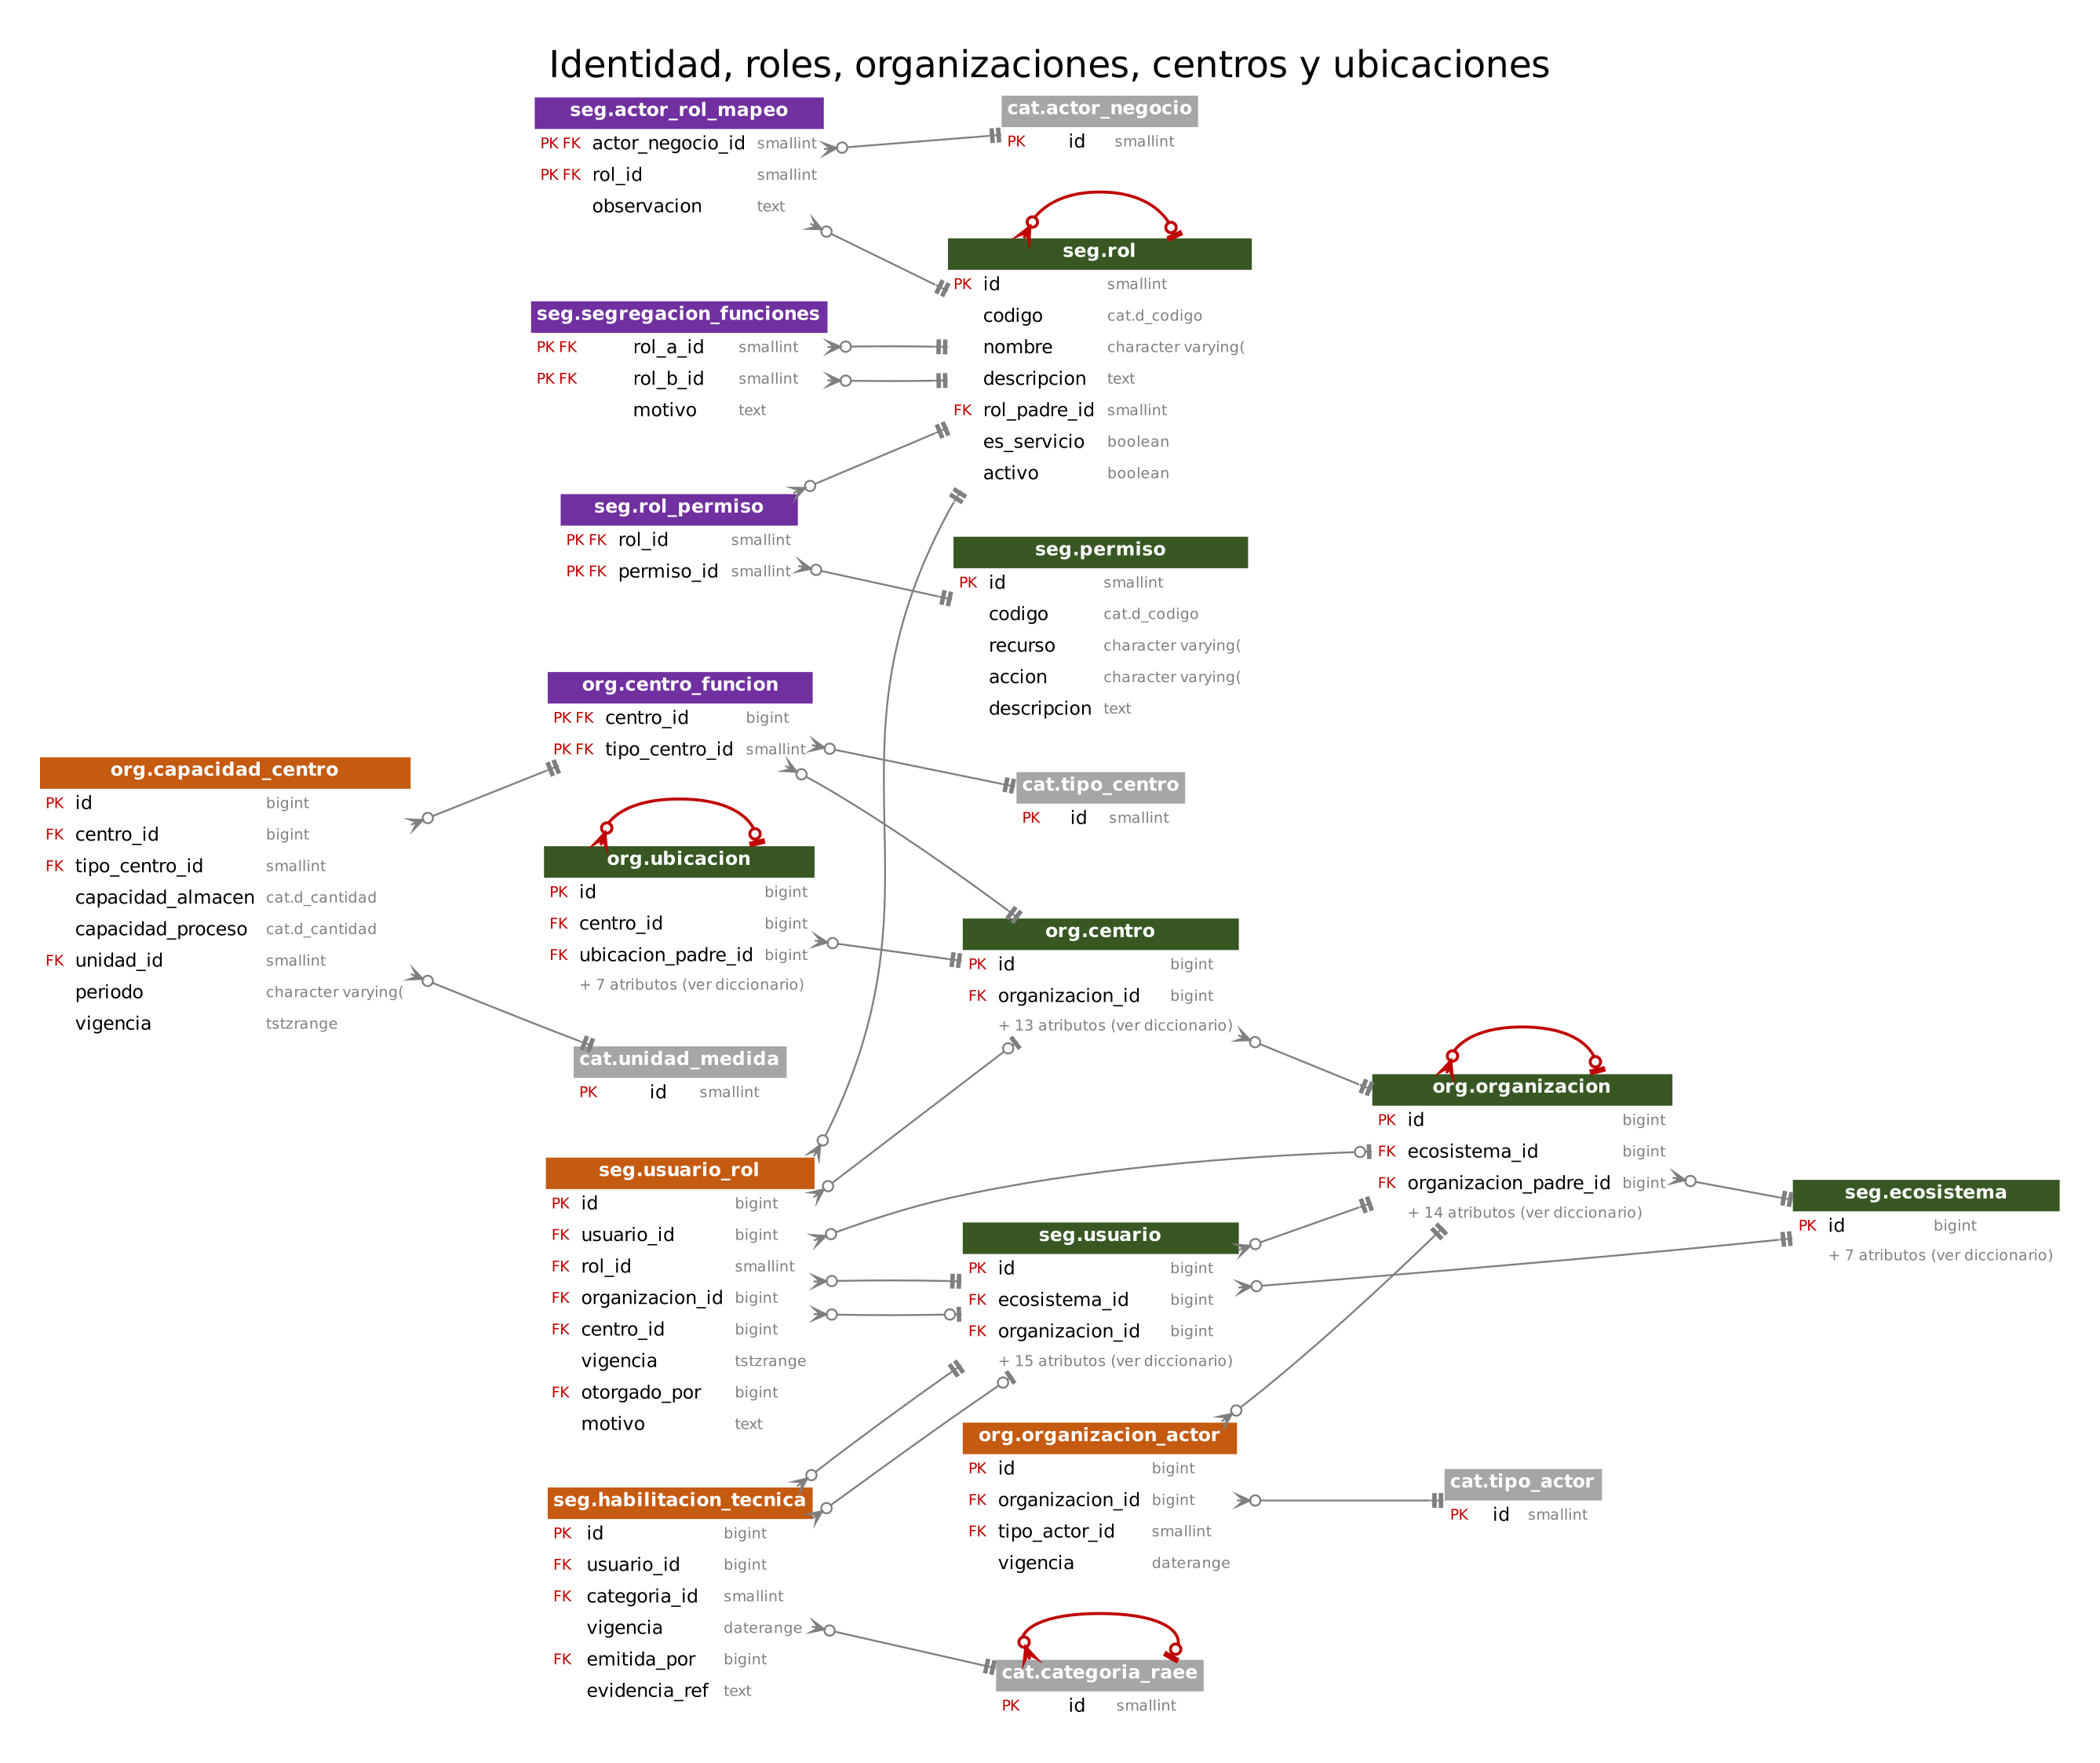 Identidad, roles, organizaciones, centros y ubicaciones
seg.actor_rol_mapeo
PK FK actor_negocio_id smallint
PK FK rol_id smallint
observacion text
cat.actor_negocio
PK id smallint
seg.rol
PK id smallint
codigo cat.d_codigo
nombre character varying(
descripcion text
FK rol_padre_id smallint
es_servicio boolean
activo boolean
seg.segregacion_funciones
PK FK rol_a_id smallint
PK FK rol_b_id smallint
motivo text
seg.rol_permiso
PK FK rol_id smallint
PK FK permiso_id smallint
seg.permiso
PK id smallint
codigo cat.d_codigo
recurso character varying(
accion character varying(
descripcion text
org.centro_funcion
PK FK centro_id bigint
PK FK tipo_centro_id smallint
org.capacidad_centro
PK id bigint
FK centro_id bigint
FK tipo_centro_id smallint
capacidad_almacen cat.d_cantidad
capacidad_proceso cat.d_cantidad
FK unidad_id smallint
periodo character varying(
vigencia tstzrange
cat.tipo_centro
PK id smallint
org.ubicacion
PK id bigint
FK centro_id bigint
FK ubicacion_padre_id bigint
+ 7 atributos (ver diccionario)
org.centro
PK id bigint
FK organizacion_id bigint
+ 13 atributos (ver diccionario)
cat.unidad_medida
PK id smallint
org.organizacion
PK id bigint
FK ecosistema_id bigint
FK organizacion_padre_id bigint
+ 14 atributos (ver diccionario)
seg.ecosistema
PK id bigint
+ 7 atributos (ver diccionario)
seg.usuario_rol
PK id bigint
FK usuario_id bigint
FK rol_id smallint
FK organizacion_id bigint
FK centro_id bigint
vigencia tstzrange
FK otorgado_por bigint
motivo text
seg.usuario
PK id bigint
FK ecosistema_id bigint
FK organizacion_id bigint
+ 15 atributos (ver diccionario)
org.organizacion_actor
PK id bigint
FK organizacion_id bigint
FK tipo_actor_id smallint
vigencia daterange
cat.tipo_actor
PK id smallint
seg.habilitacion_tecnica
PK id bigint
FK usuario_id bigint
FK categoria_id smallint
vigencia daterange
FK emitida_por bigint
evidencia_ref text
cat.categoria_raee
PK id smallint